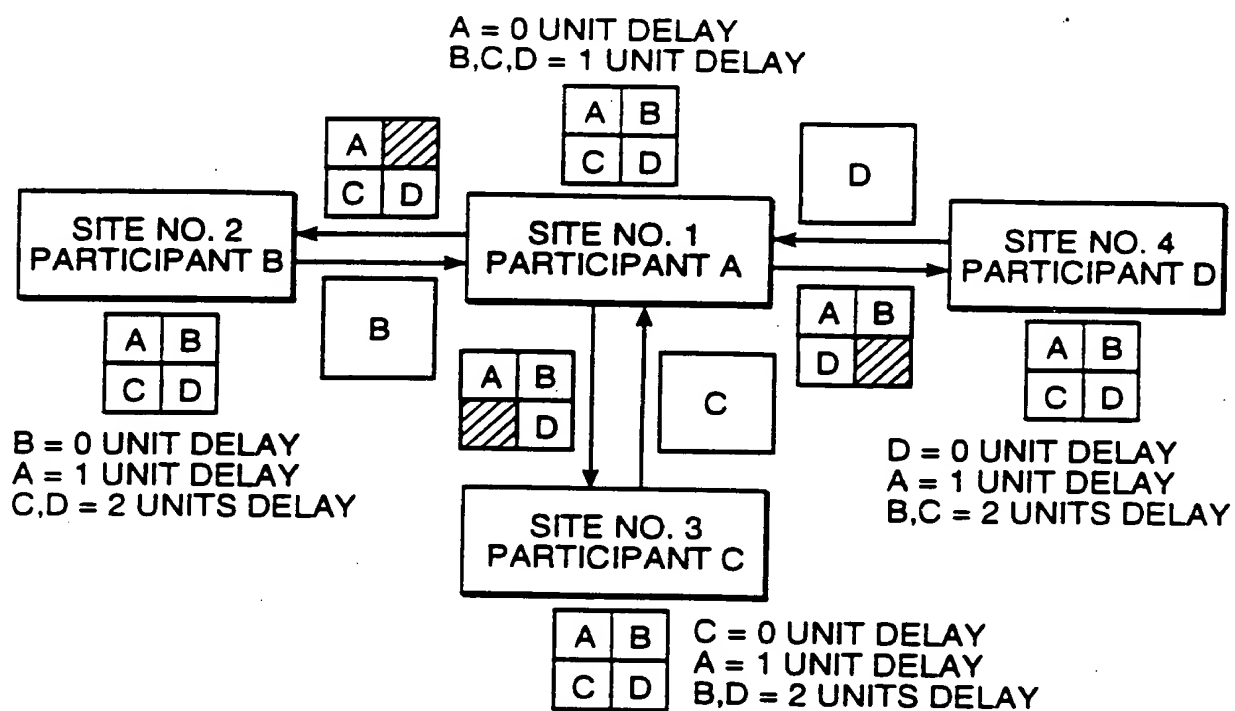 A = 0 UNIT DELAY
B,C,D = 1 UNIT DELAY
A B
C D
A
C D
D
SITE NO. 2
PARTICIPANT B
SITE NO. 1
PARTICIPANT A
SITE NO. 4
PARTICIPANT D
B
A B
D
C
A B
D
A B
C D
B = 0 UNIT DELAY
A = 1 UNIT DELAY
C,D = 2 UNITS DELAY
A B
C D
D = 0 UNIT DELAY
A = 1 UNIT DELAY
B,C = 2 UNITS DELAY
SITE NO. 3
PARTICIPANT C
A B
C D
C = 0 UNIT DELAY
A = 1 UNIT DELAY
B,D = 2 UNITS DELAY